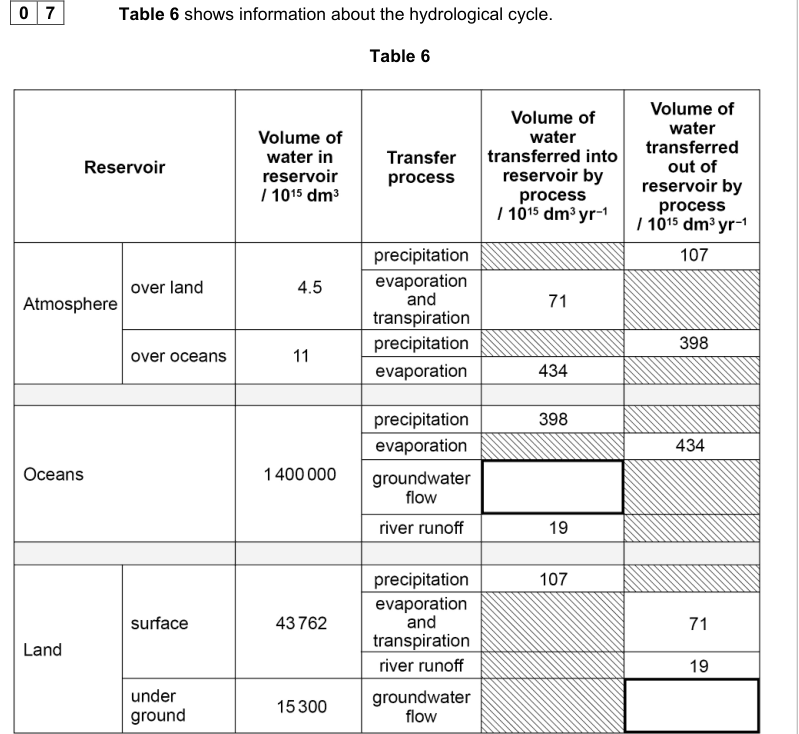 0 7 Table 6 shows information about the hydrological cycle.
Table 6
Reservoir
Volume of
water in
reservoir
/ 10¹⁵ dm³
Transfer
process
Volume of
water
transferred into
reservoir by
process
/ 10¹⁵ dm³ yr⁻¹
Volume of
water
transferred
out of
reservoir by
process
/ 10¹⁵ dm³ yr⁻¹
Atmosphere
over land
4.5
precipitation
107
evaporation
and
transpiration
71
over oceans
11
precipitation
398
evaporation
434
Oceans
1 400 000
precipitation
398
evaporation
434
groundwater
flow
river runoff
19
Land
surface
43 762
precipitation
107
evaporation
and
transpiration
71
river runoff
19
under
ground
15 300
groundwater
flow